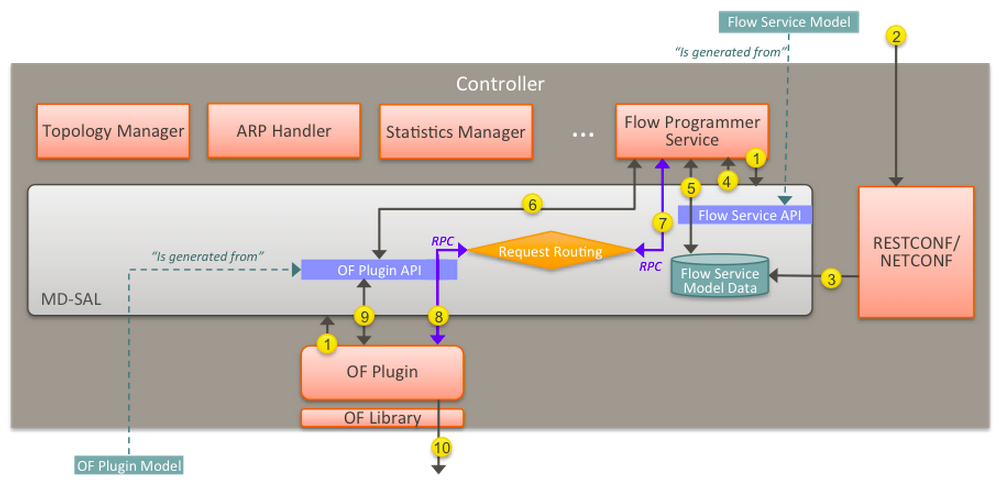 Flow Service Model
2
“Is generated from”
Controller
Topology Manager
ARP Handler
Statistics Manager
...
Flow Programmer
Service
1
4
5
6
7
Flow Service API
RPC
Request Routing
RPC
“Is generated from”
OF Plugin API
Flow Service
Model Data
3
RESTCONF/
NETCONF
MD-SAL
9
8
1
OF Plugin
OF Library
10
OF Plugin Model